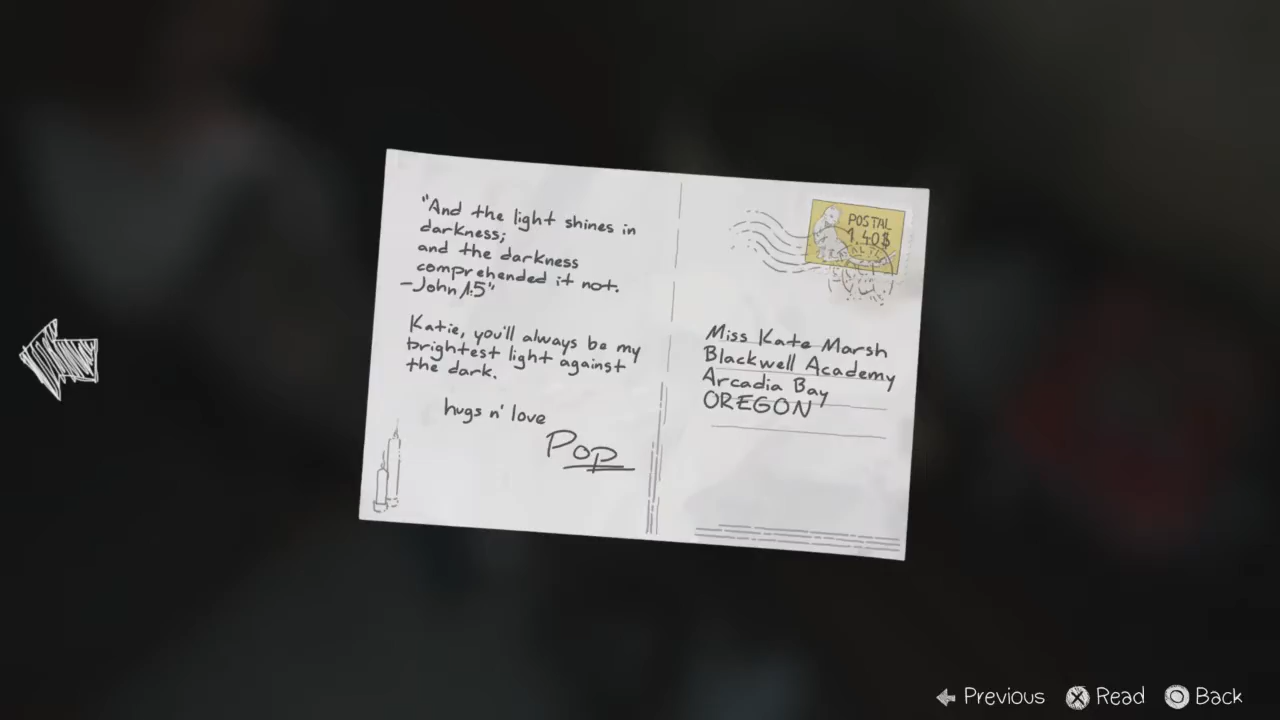 "And the light shines in
darkness;
and the darkness
comprehended it not.
-John 1:5"
Katie, you'll always be my
brightest light against
the dark.
hugs n' love
Pop
POSTAL
1.40$
Miss Kate Marsh
Blackwell Academy
Arcadia Bay
OREGON
Previous
Read
Back